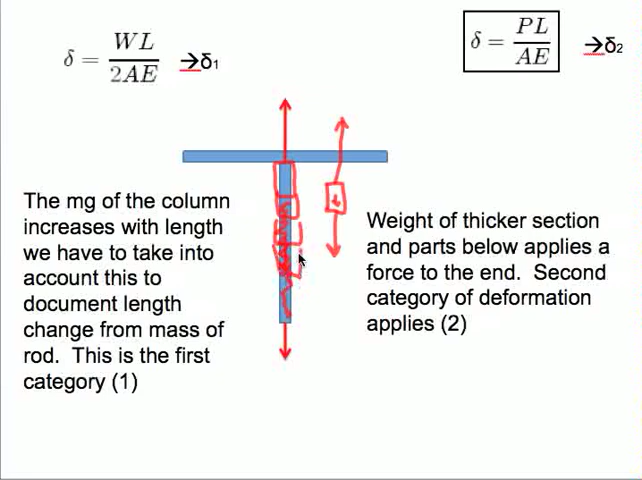 δ = WL / 2AE → δ1
δ = PL / AE → δ2
The mg of the column
increases with length
we have to take into
account this to
document length
change from mass of
rod. This is the first
category (1)
Weight of thicker section
and parts below applies a
force to the end. Second
category of deformation
applies (2)